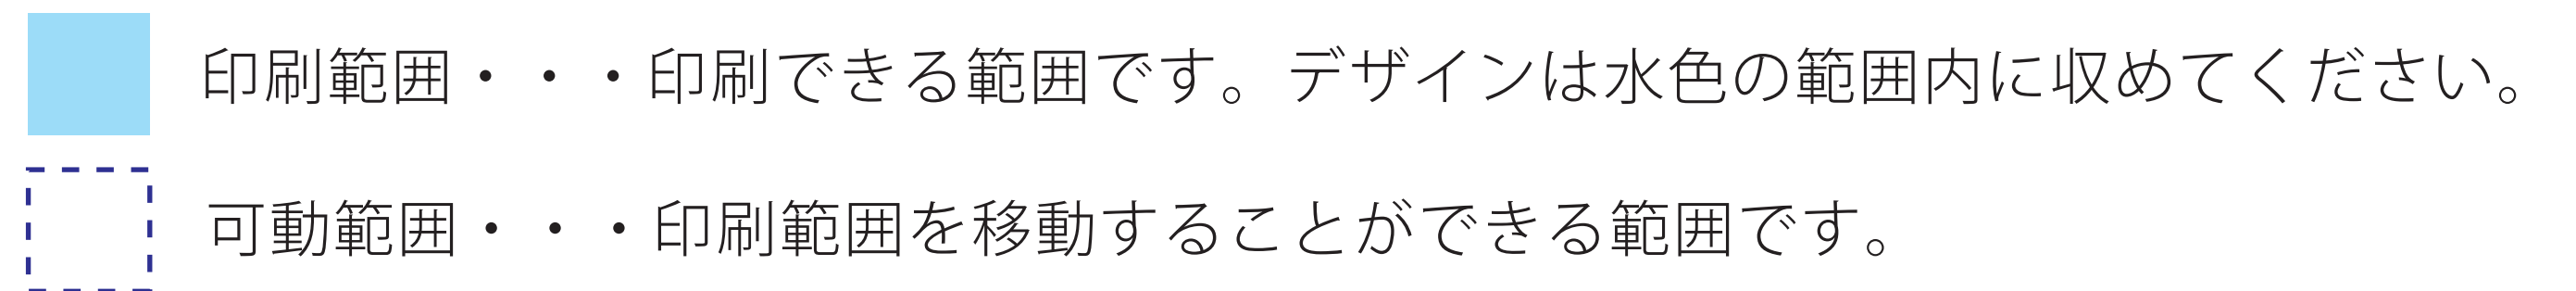 印刷範囲・・・印刷できる範囲です。デザインは水色の範囲内に収めてください。
可動範囲・・・印刷範囲を移動することができる範囲です。